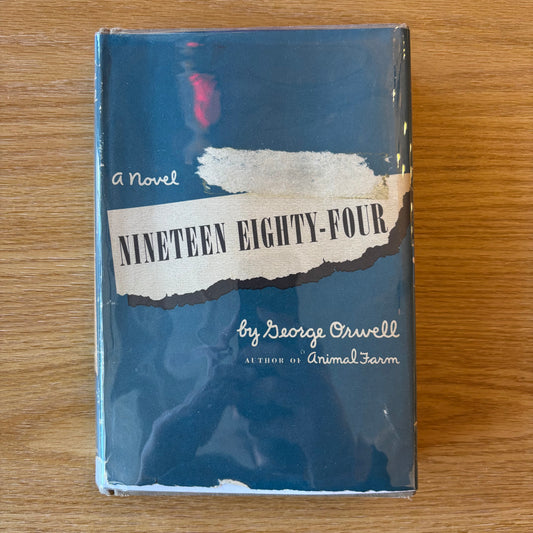 a Novel
NINETEEN EIGHTY-FOUR
by George Orwell
AUTHOR OF Animal Farm